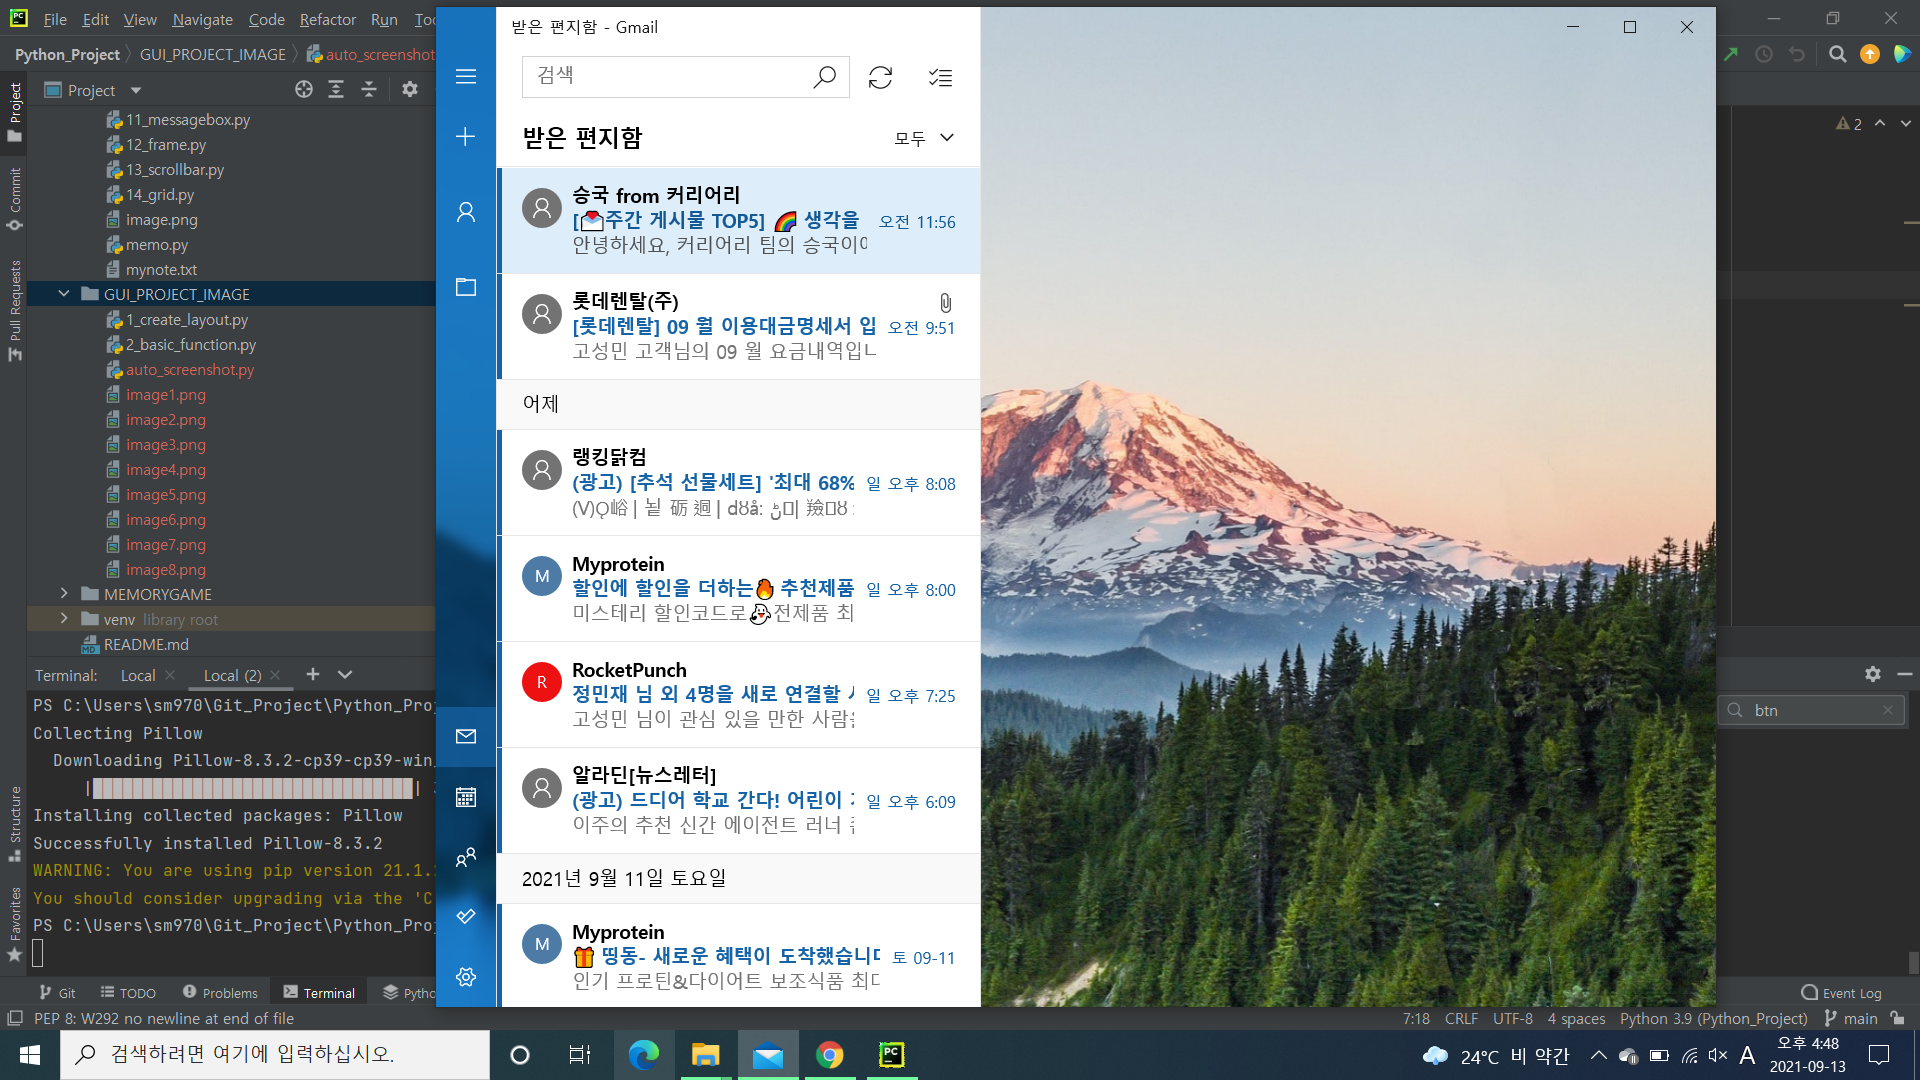 File Edit View Navigate Code Refactor Run
Python_Project GUI_PROJECT_IMAGE auto_screenshot
Project
Project
Commit
Pull Requests
11_messagebox.py
12_frame.py
13_scrollbar.py
14_grid.py
image.png
memo.py
mynote.txt
GUI_PROJECT_IMAGE
1_create_layout.py
2_basic_function.py
auto_screenshot.py
image1.png
image2.png
image3.png
image4.png
image5.png
image6.png
image7.png
image8.png
MEMORYGAME
venv library root
README.md
Structure
Favorites
Terminal: Local Local (2)
PS C:\Users\sm970\Git_Project\Python_Pro
Collecting Pillow
Downloading Pillow-8.3.2-cp39-cp39-win
Installing collected packages: Pillow
Successfully installed Pillow-8.3.2
WARNING: You are using pip version 21.1.
You should consider upgrading via the 'C
PS C:\Users\sm970\Git_Project\Python_Pro
받은 편지함 - Gmail
검색
받은 편지함 모두
승국 from 커리어리
[💌주간 게시물 TOP5] 🌈 생각을 오전 11:56
안녕하세요, 커리어리 팀의 승국이
롯데렌탈(주)
[롯데렌탈] 09 월 이용대금명세서 입 오전 9:51
고성민 고객님의 09 월 요금내역입
어제
랭킹닭컴
(광고) [추석 선물세트] '최대 68% 일 오후 8:08
Myprotein
M
할인에 할인을 더하는🔥 추천제품 일 오후 8:00
미스테리 할인코드로👻전제품 최
RocketPunch
R
정민재 님 외 4명을 새로 연결할 일 오후 7:25
고성민 님이 관심 있을 만한 사람
알라딘[뉴스레터]
(광고) 드디어 학교 간다! 어린이 일 오후 6:09
이주의 추천 신간 에이전트 러너
2021년 9월 11일 토요일
Myprotein
M
🎁 띵동- 새로운 혜택이 도착했습니다 토 09-11
인기 프로틴&다이어트 보조식품 최대
2
btn
Git TODO Problems Terminal Pytho
Event Log
PEP 8: W292 no newline at end of file
7:18 CRLF UTF-8 4 spaces Python 3.9 (Python_Project) main
검색하려면 여기에 입력하십시오.
24°C 비 약간
A
오후 4:48
2021-09-13